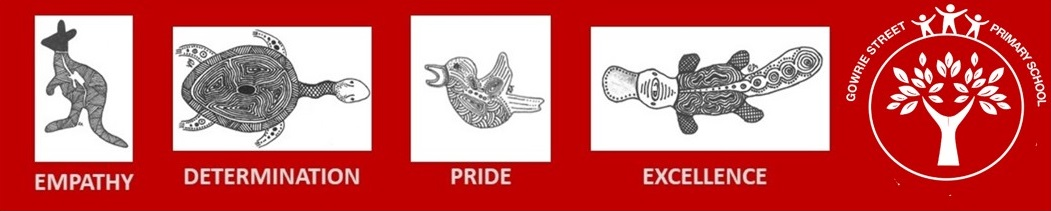 EMPATHY
DETERMINATION
PRIDE
EXCELLENCE
GOWRIE STREET PRIMARY SCHOOL